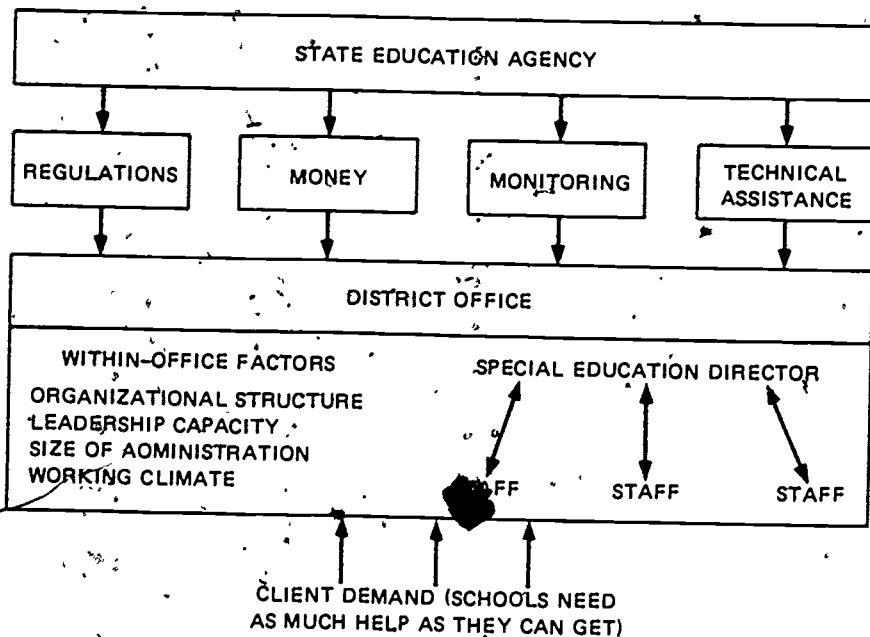 STATE EDUCATION AGENCY
REGULATIONS
MONEY
MONITORING
TECHNICAL
ASSISTANCE
DISTRICT OFFICE
WITHIN-OFFICE FACTORS
ORGANIZATIONAL STRUCTURE
LEADERSHIP CAPACITY
SIZE OF AOMINISTRATION
WORKING CLIMATE
SPECIAL EDUCATION DIRECTOR
STAFF
STAFF
CLIENT DEMAND (SCHOOLS NEED
AS MUCH HELP AS THEY CAN GET)